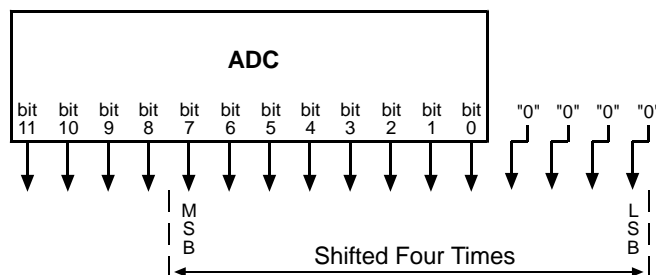 ADC
bit bit bit bit bit bit bit bit bit bit bit bit "0" "0" "0" "0"
11 10 9 8 7 6 5 4 3 2 1 0
MSB
LSB
Shifted Four Times